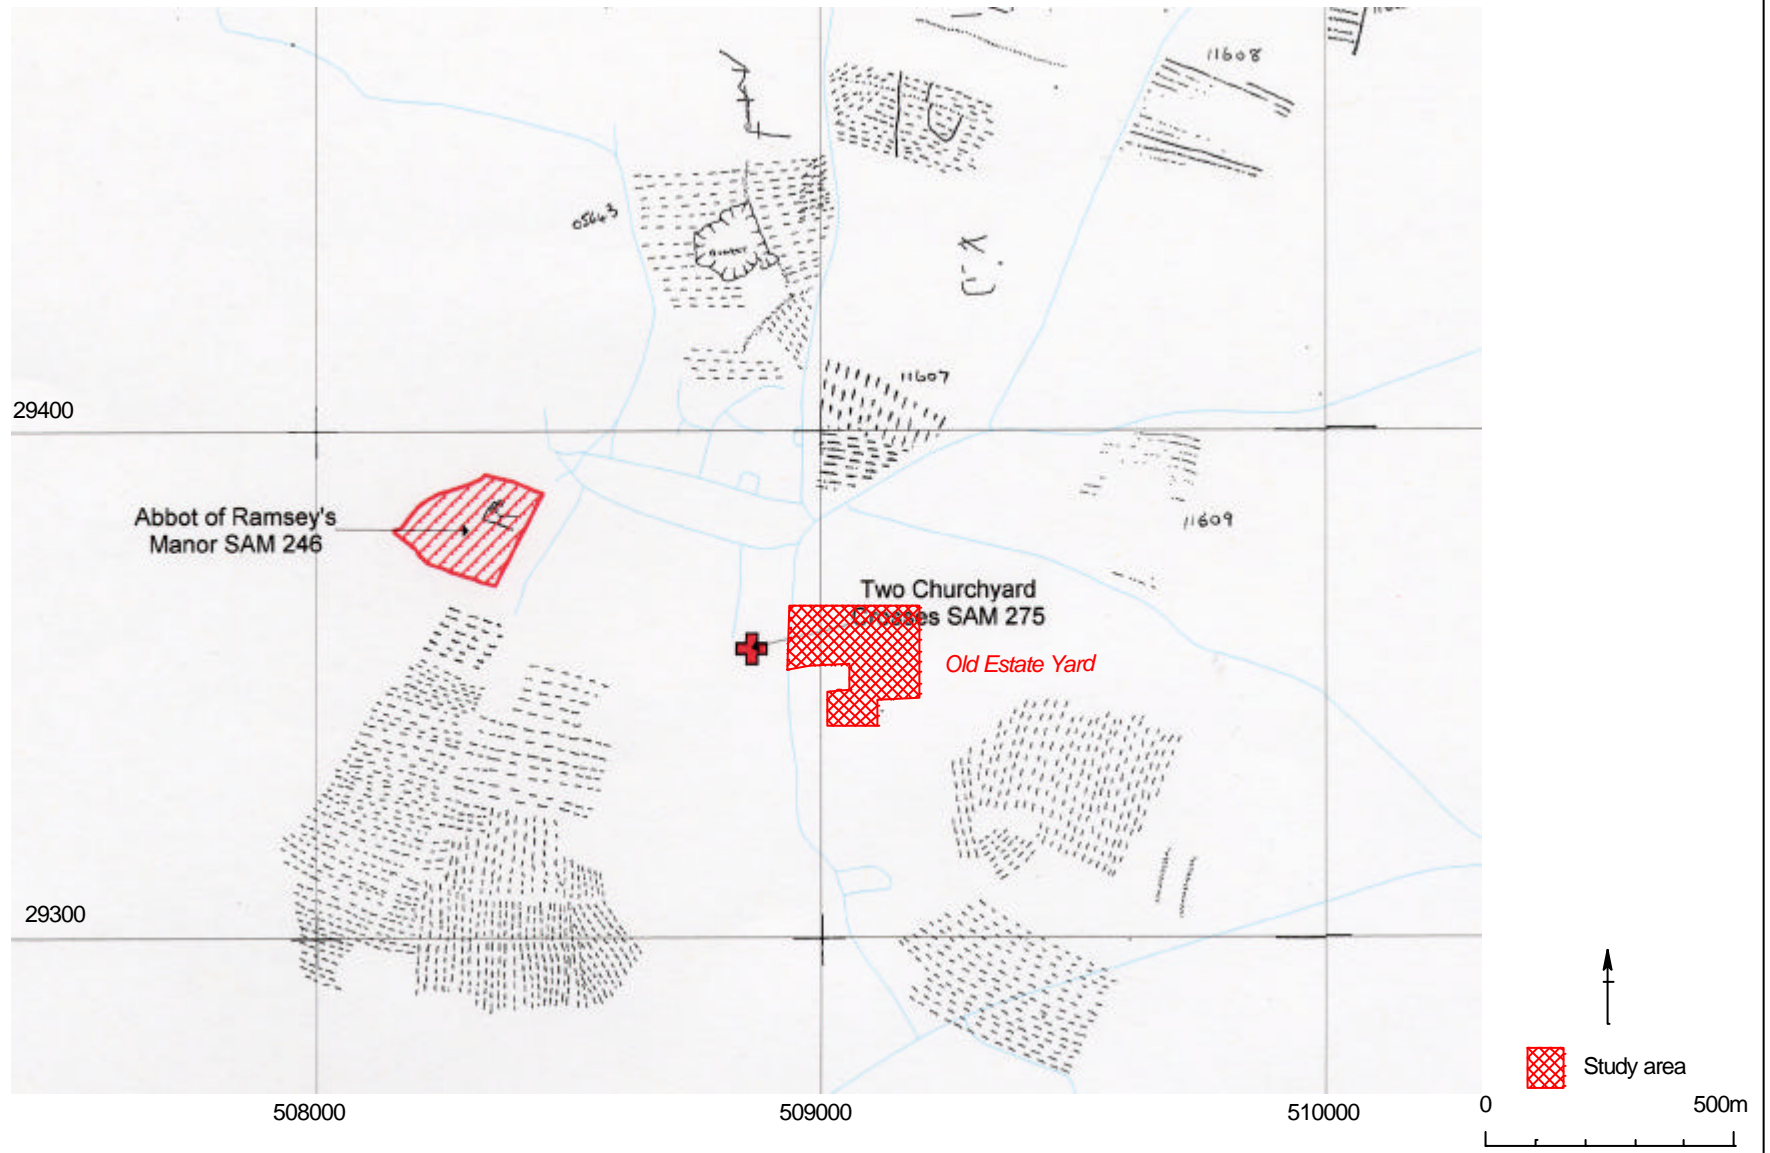 11608
05643
11607
29400
Abbot of Ramsey's
Manor SAM 246
11609
Two Churchyard
Crosses SAM 275
Old Estate Yard
29300
Study area
508000
509000
510000
0
500m